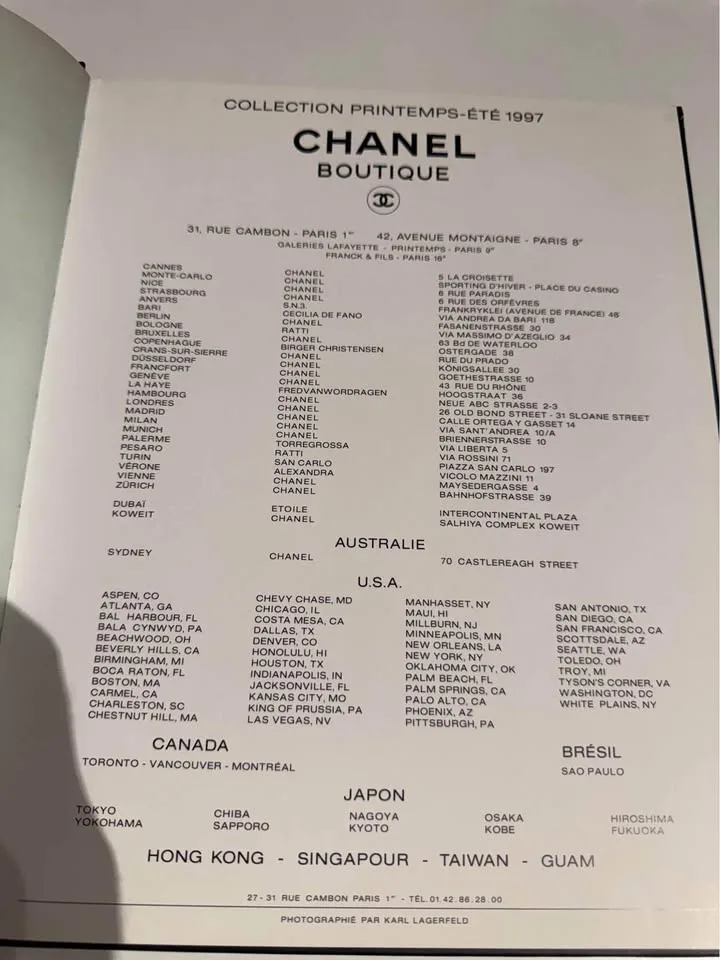 COLLECTION PRINTEMPS-ÉTÉ 1997
CHANEL
BOUTIQUE
31, RUE CAMBON - PARIS 1er 42, AVENUE MONTAIGNE - PARIS 8e
GALERIES LAFAYETTE - PRINTEMPS - PARIS 9e
FRANCK & FILS - PARIS 16e
CANNES CHANEL 5 LA CROISETTE
MONTE-CARLO CHANEL SPORTING D'HIVER - PLACE DU CASINO
NICE CHANEL 6 RUE PARADIS
STRASBOURG CHANEL 6 RUE DES ORFÈVRES
ANVERS S.N.3. FRANKRYKLEI (AVENUE DE FRANCE) 46
BARI CECILIA DE FANO VIA ANDREA DA BARI 118
BERLIN CHANEL FASANENSTRASSE 30
BOLOGNE RATTI VIA MASSIMO D'AZEGLIO 34
BRUXELLES CHANEL 63 Bd DE WATERLOO
COPENHAGUE BIRGER CHRISTENSEN OSTERGADE 38
CRANS-SUR-SIERRE CHANEL RUE DU PRADO
DÜSSELDORF CHANEL KÖNIGSALLEE 30
FRANCFORT CHANEL GOETHESTRASSE 10
GENÈVE CHANEL 43 RUE DU RHÔNE
LA HAYE FREDVANWORDRAGEN HOOGSTRAAT 36
HAMBOURG CHANEL NEUE ABC STRASSE 2-3
LONDRES CHANEL 26 OLD BOND STREET - 31 SLOANE STREET
MADRID CHANEL CALLE ORTEGA Y GASSET 14
MILAN CHANEL VIA SANT'ANDREA 10/A
MUNICH CHANEL BRIENNERSTRASSE 10
PALERME TORREGROSSA VIA LIBERTA 5
PESARO RATTI VIA ROSSINI 71
TURIN SAN CARLO PIAZZA SAN CARLO 197
VÉRONE ALEXANDRA VICOLO MAZZINI 11
VIENNE CHANEL MAYSEDERGASSE 4
ZÜRICH CHANEL BAHNHOFSTRASSE 39
DUBAÏ ETOILE INTERCONTINENTAL PLAZA
KOWEIT CHANEL SALHIYA COMPLEX KOWEIT
AUSTRALIE
SYDNEY CHANEL 70 CASTLEREAGH STREET
U.S.A.
ASPEN, CO CHEVY CHASE, MD MANHASSET, NY SAN ANTONIO, TX
ATLANTA, GA CHICAGO, IL MAUI, HI SAN DIEGO, CA
BAL HARBOUR, FL COSTA MESA, CA MILLBURN, NJ SAN FRANCISCO, CA
BALA CYNWYD, PA DALLAS, TX MINNEAPOLIS, MN SCOTTSDALE, AZ
BEACHWOOD, OH DENVER, CO NEW ORLEANS, LA SEATTLE, WA
BEVERLY HILLS, CA HONOLULU, HI NEW YORK, NY TOLEDO, OH
BIRMINGHAM, MI HOUSTON, TX OKLAHOMA CITY, OK TROY, MI
BOCA RATON, FL INDIANAPOLIS, IN PALM BEACH, FL TYSON'S CORNER, VA
BOSTON, MA JACKSONVILLE, FL PALM SPRINGS, CA WASHINGTON, DC
CARMEL, CA KANSAS CITY, MO PALO ALTO, CA WHITE PLAINS, NY
CHARLESTON, SC KING OF PRUSSIA, PA PHOENIX, AZ
CHESTNUT HILL, MA LAS VEGAS, NV PITTSBURGH, PA
CANADA BRÉSIL
TORONTO - VANCOUVER - MONTRÉAL SAO PAULO
JAPON
TOKYO CHIBA NAGOYA OSAKA HIROSHIMA
YOKOHAMA SAPPORO KYOTO KOBE FUKUOKA
HONG KONG - SINGAPOUR - TAIWAN - GUAM
27 - 31 RUE CAMBON PARIS 1er - TÉL. 01.42.86.28.00
PHOTOGRAPHIÉ PAR KARL LAGERFELD